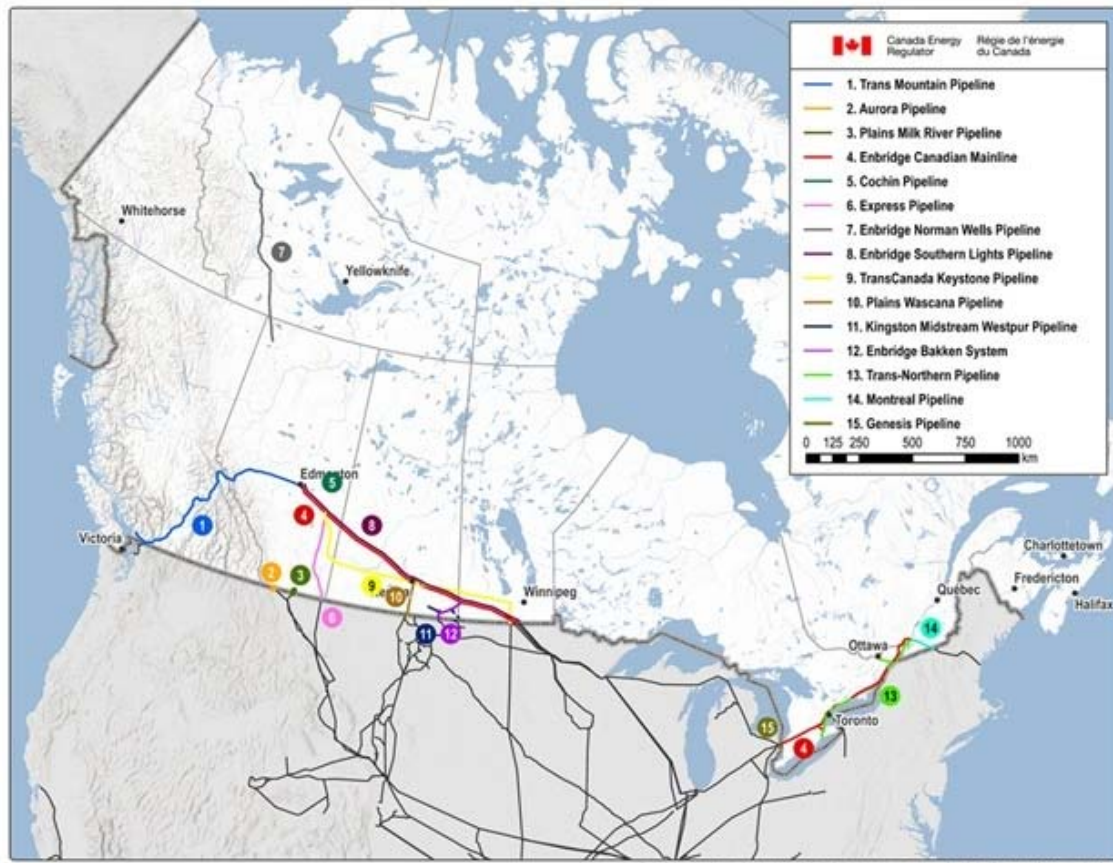 Canada Energy Regulator
Régie de l'énergie du Canada
1. Trans Mountain Pipeline
2. Aurora Pipeline
3. Plains Milk River Pipeline
4. Enbridge Canadian Mainline
5. Cochin Pipeline
6. Express Pipeline
7. Enbridge Norman Wells Pipeline
8. Enbridge Southern Lights Pipeline
9. TransCanada Keystone Pipeline
10. Plains Wascana Pipeline
11. Kingston Midstream Westpur Pipeline
12. Enbridge Bakken System
13. Trans-Northern Pipeline
14. Montreal Pipeline
15. Genesis Pipeline
0 125 250 500 750 1000
km
Whitehorse
7
Yellowknife
Edmonton
5
4
8
1
Victoria
2
3
9
10
Winnipeg
6
11
12
Charlottetown
Fredericton
Québec
Halifax
14
Ottawa
13
Toronto
15
4